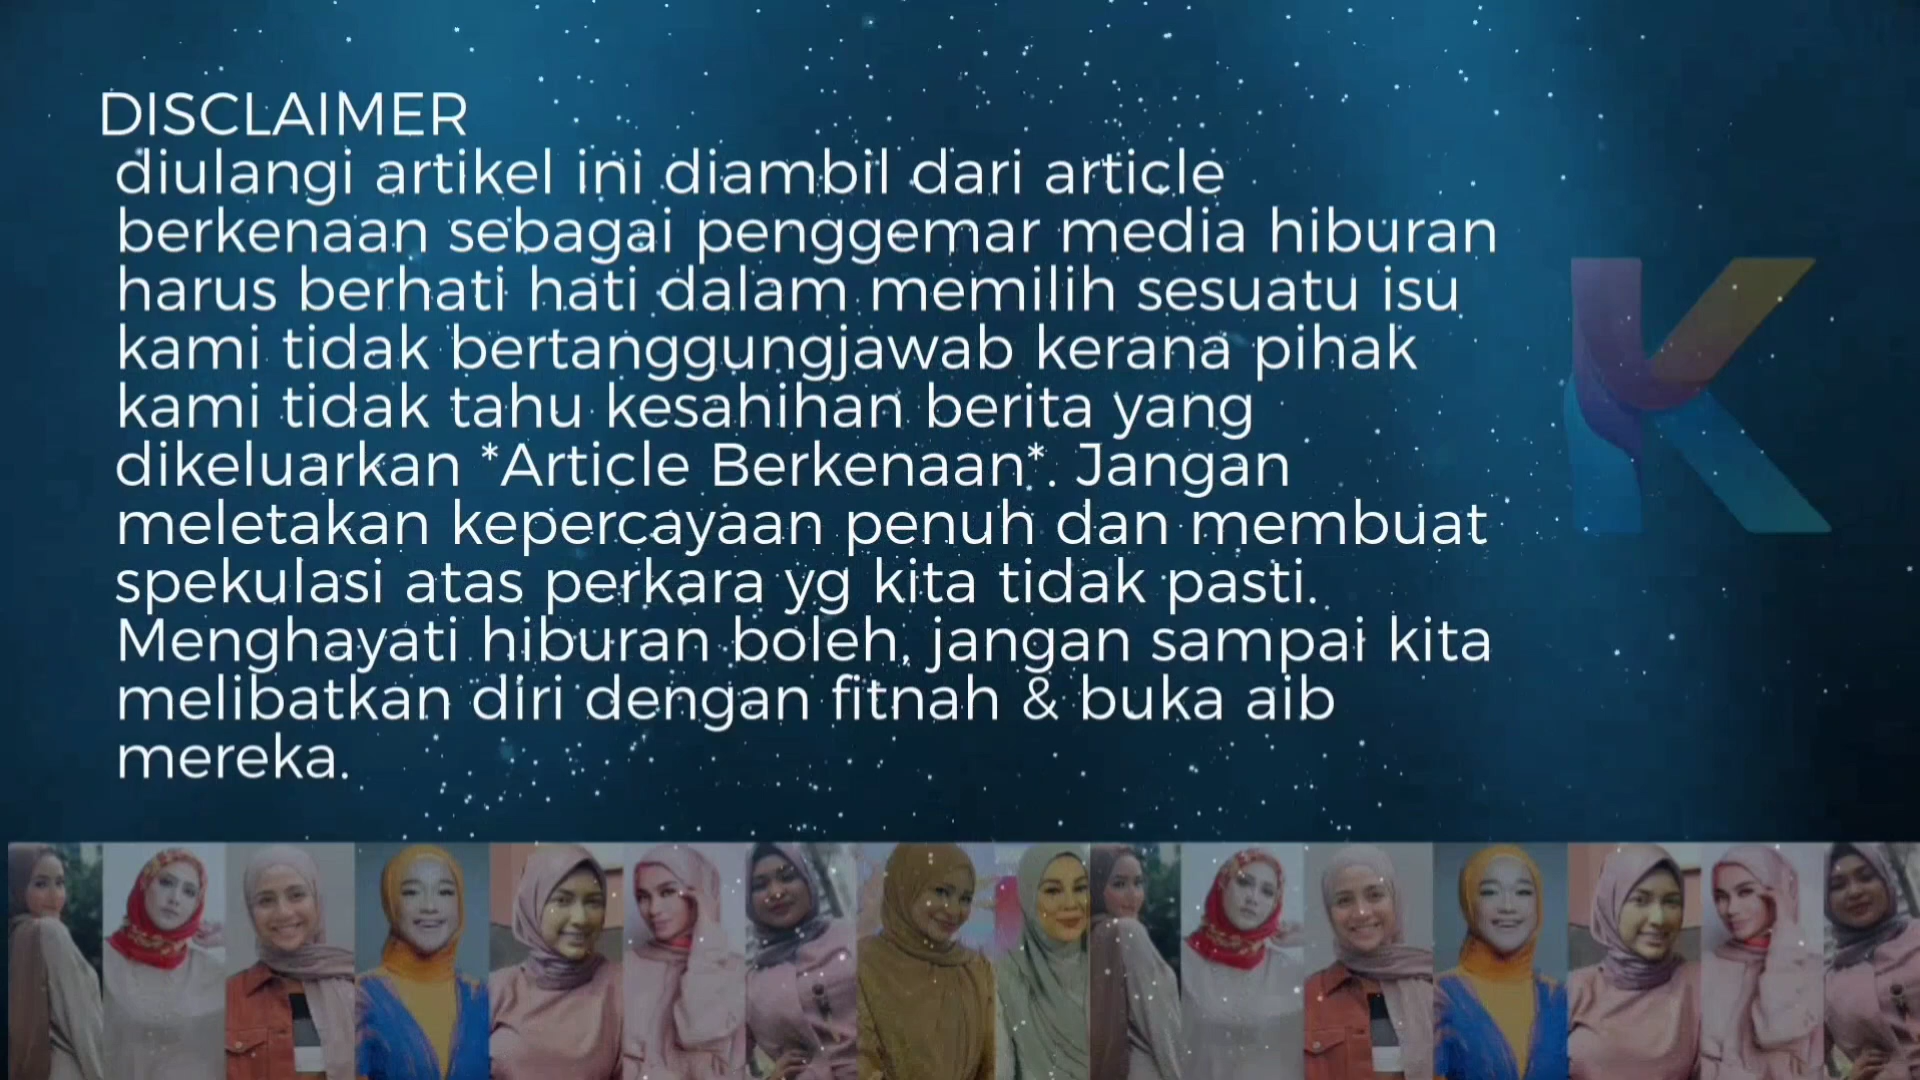 DISCLAIMER
diulangi artikel ini diambil dari article
berkenaan sebagai penggemar media hiburan
harus berhati hati dalam memilih sesuatu isu
kami tidak bertanggungjawab kerana pihak
kami tidak tahu kesahihan berita yang
dikeluarkan *Article Berkenaan*. Jangan
meletakan kepercayaan penuh dan membuat
spekulasi atas perkara yg kita tidak pasti.
Menghayati hiburan boleh, jangan sampai kita
melibatkan diri dengan fitnah & buka aib
mereka.
K